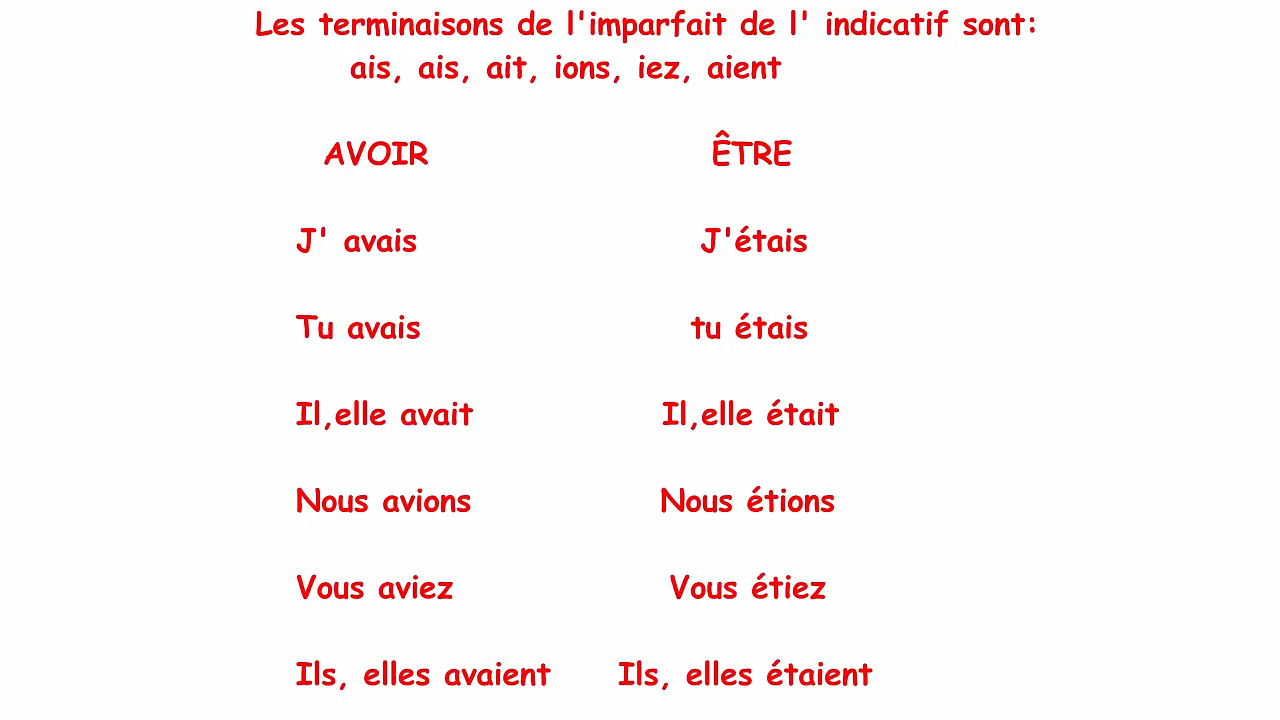 Les terminaisons de l'imparfait de l' indicatif sont:
ais, ais, ait, ions, iez, aient
AVOIR ÊTRE
J' avais J'étais
Tu avais tu étais
Il,elle avait Il,elle était
Nous avions Nous étions
Vous aviez Vous étiez
Ils, elles avaient Ils, elles étaient